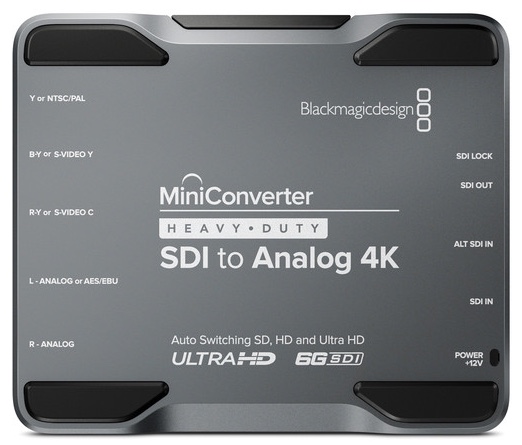 Y or NTSC/PAL
Blackmagicdesign
B-Y or S-VIDEO Y
SDI LOCK
SDI OUT
MiniConverter
R-Y or S-VIDEO C
HEAVY•DUTY
ALT SDI IN
SDI to Analog 4K
L - ANALOG or AES/EBU
SDI IN
R - ANALOG
Auto Switching SD, HD and Ultra HD
ULTRAHD 6G SDI
POWER
+12V